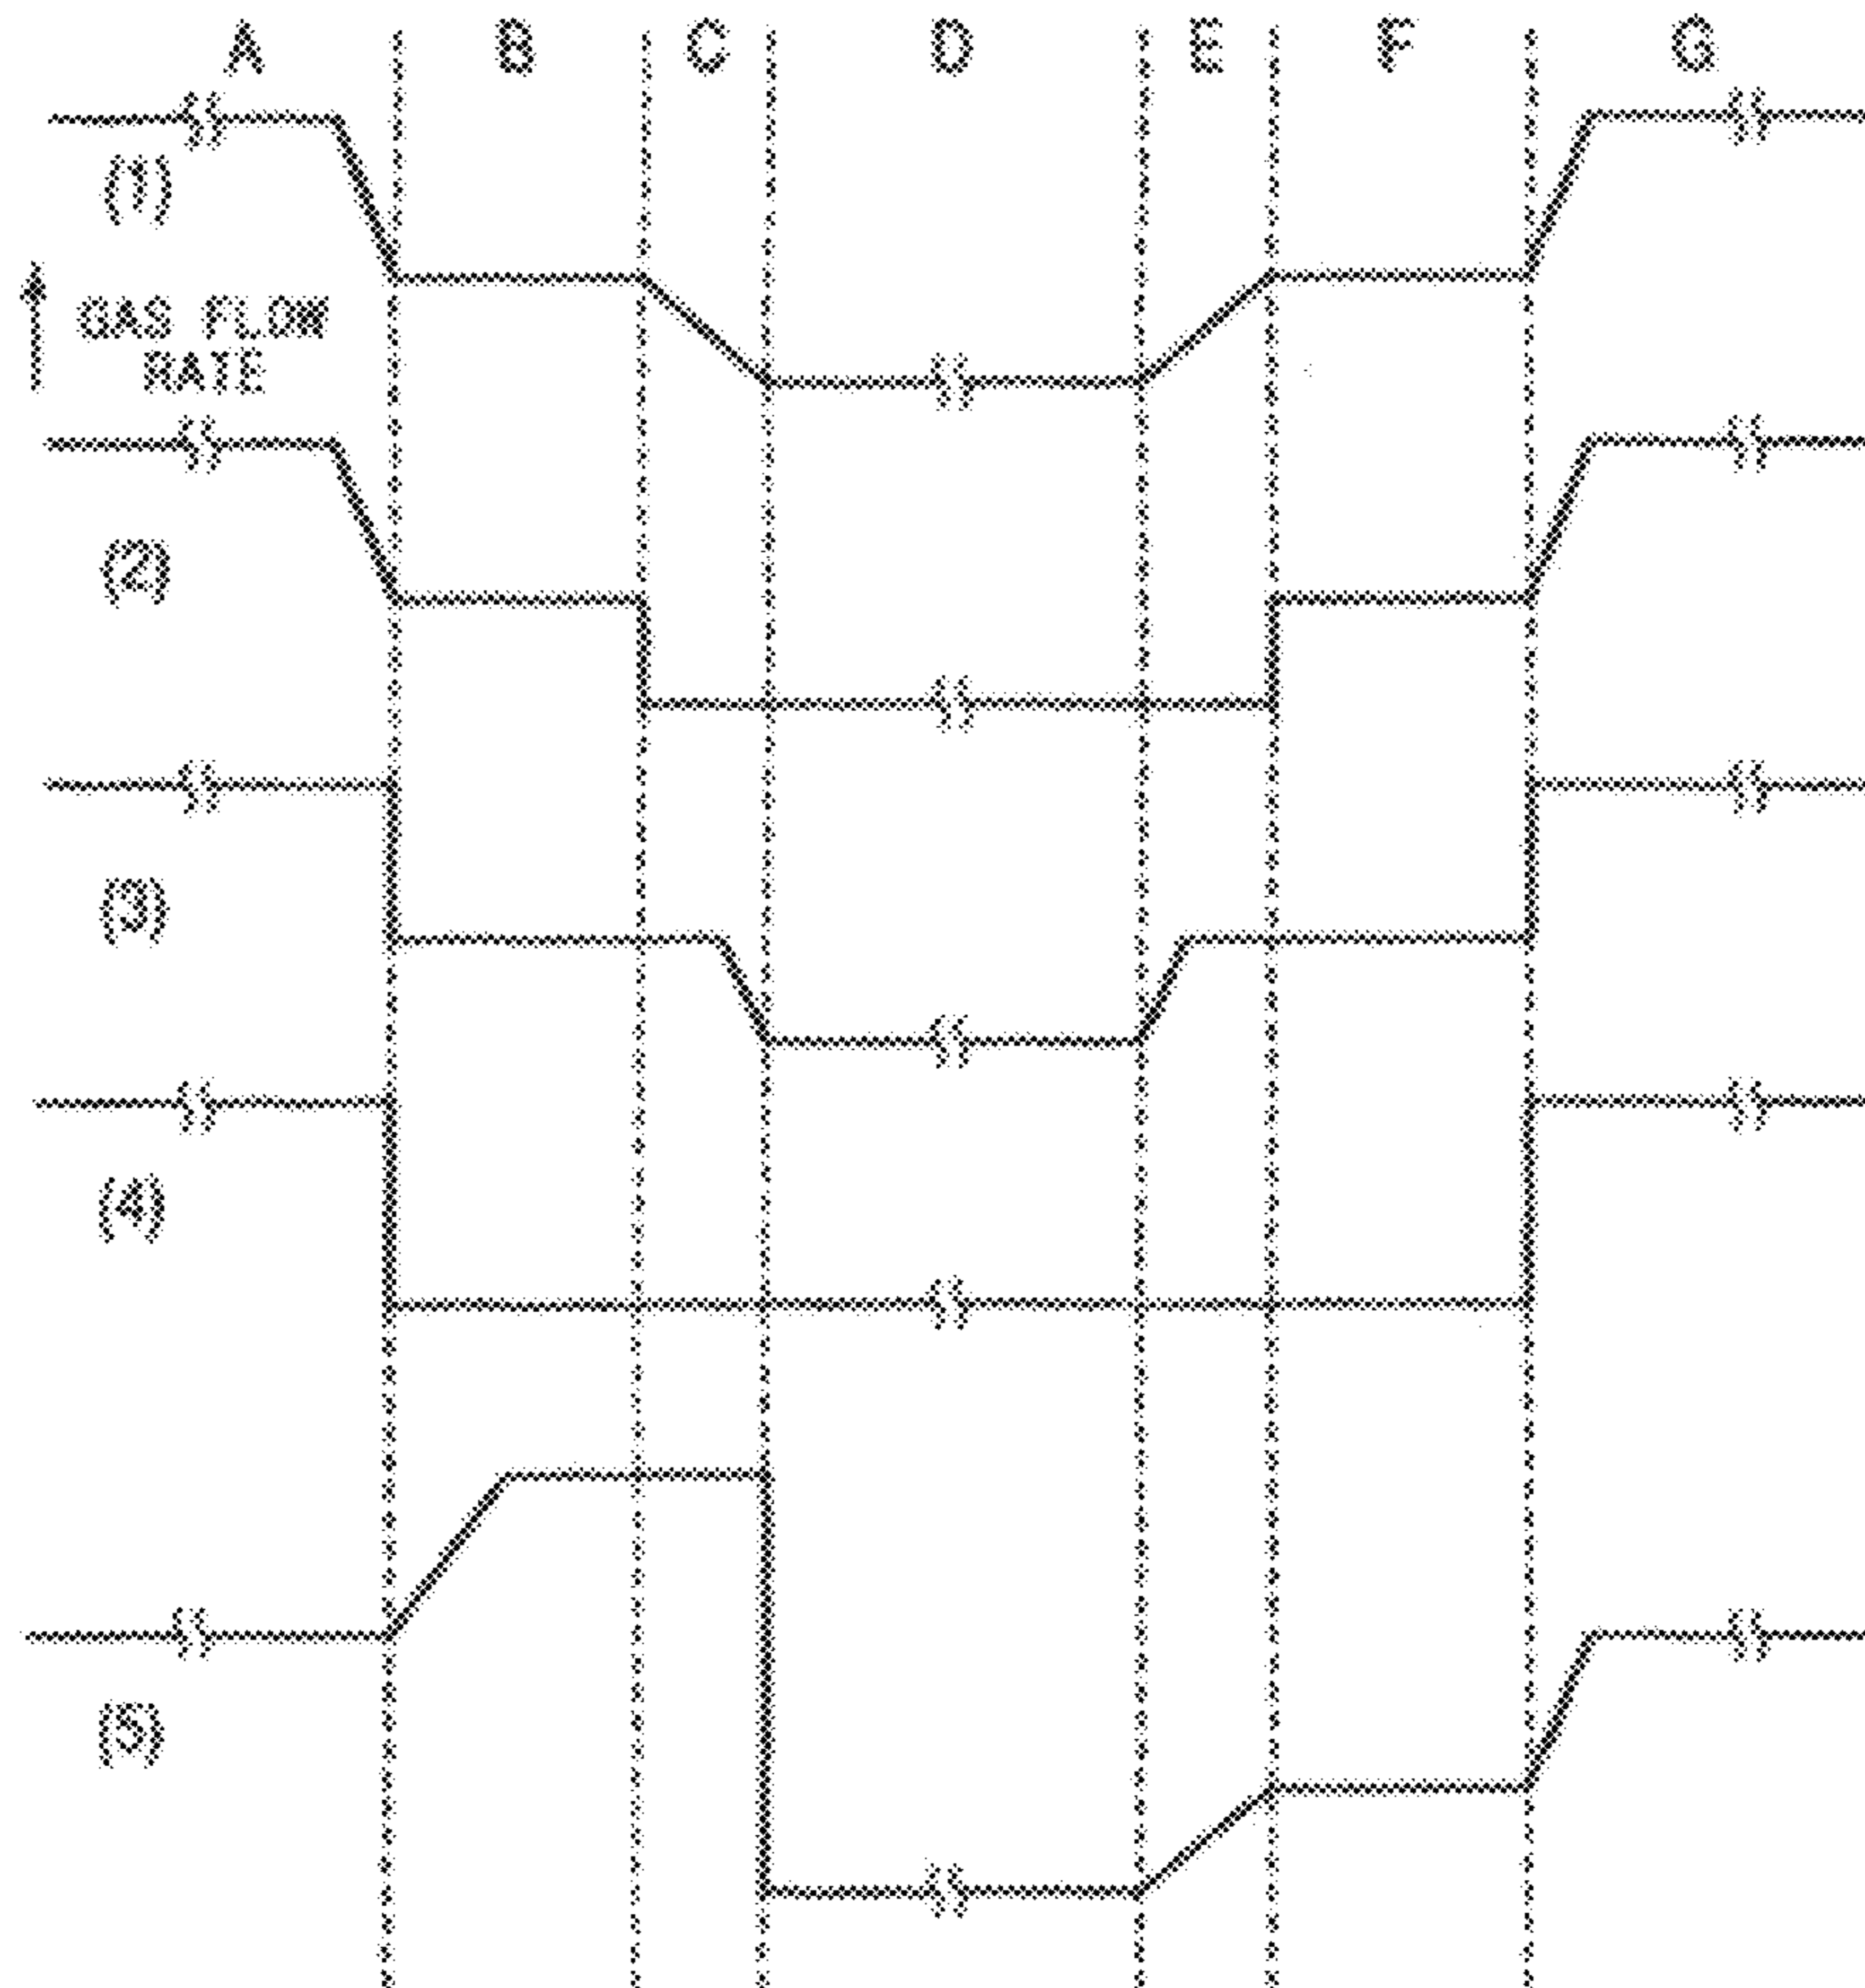 A B C D E F G
(1)
GAS FLOW
RATE
(2)
(3)
(4)
(5)